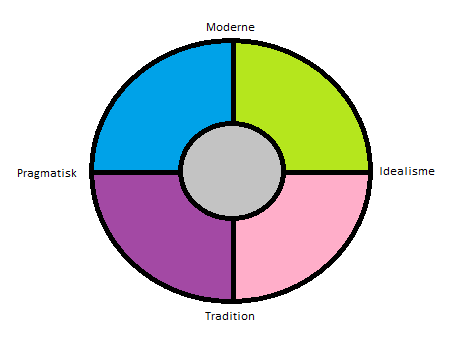 Moderne
Pragmatisk
Idealisme
Tradition